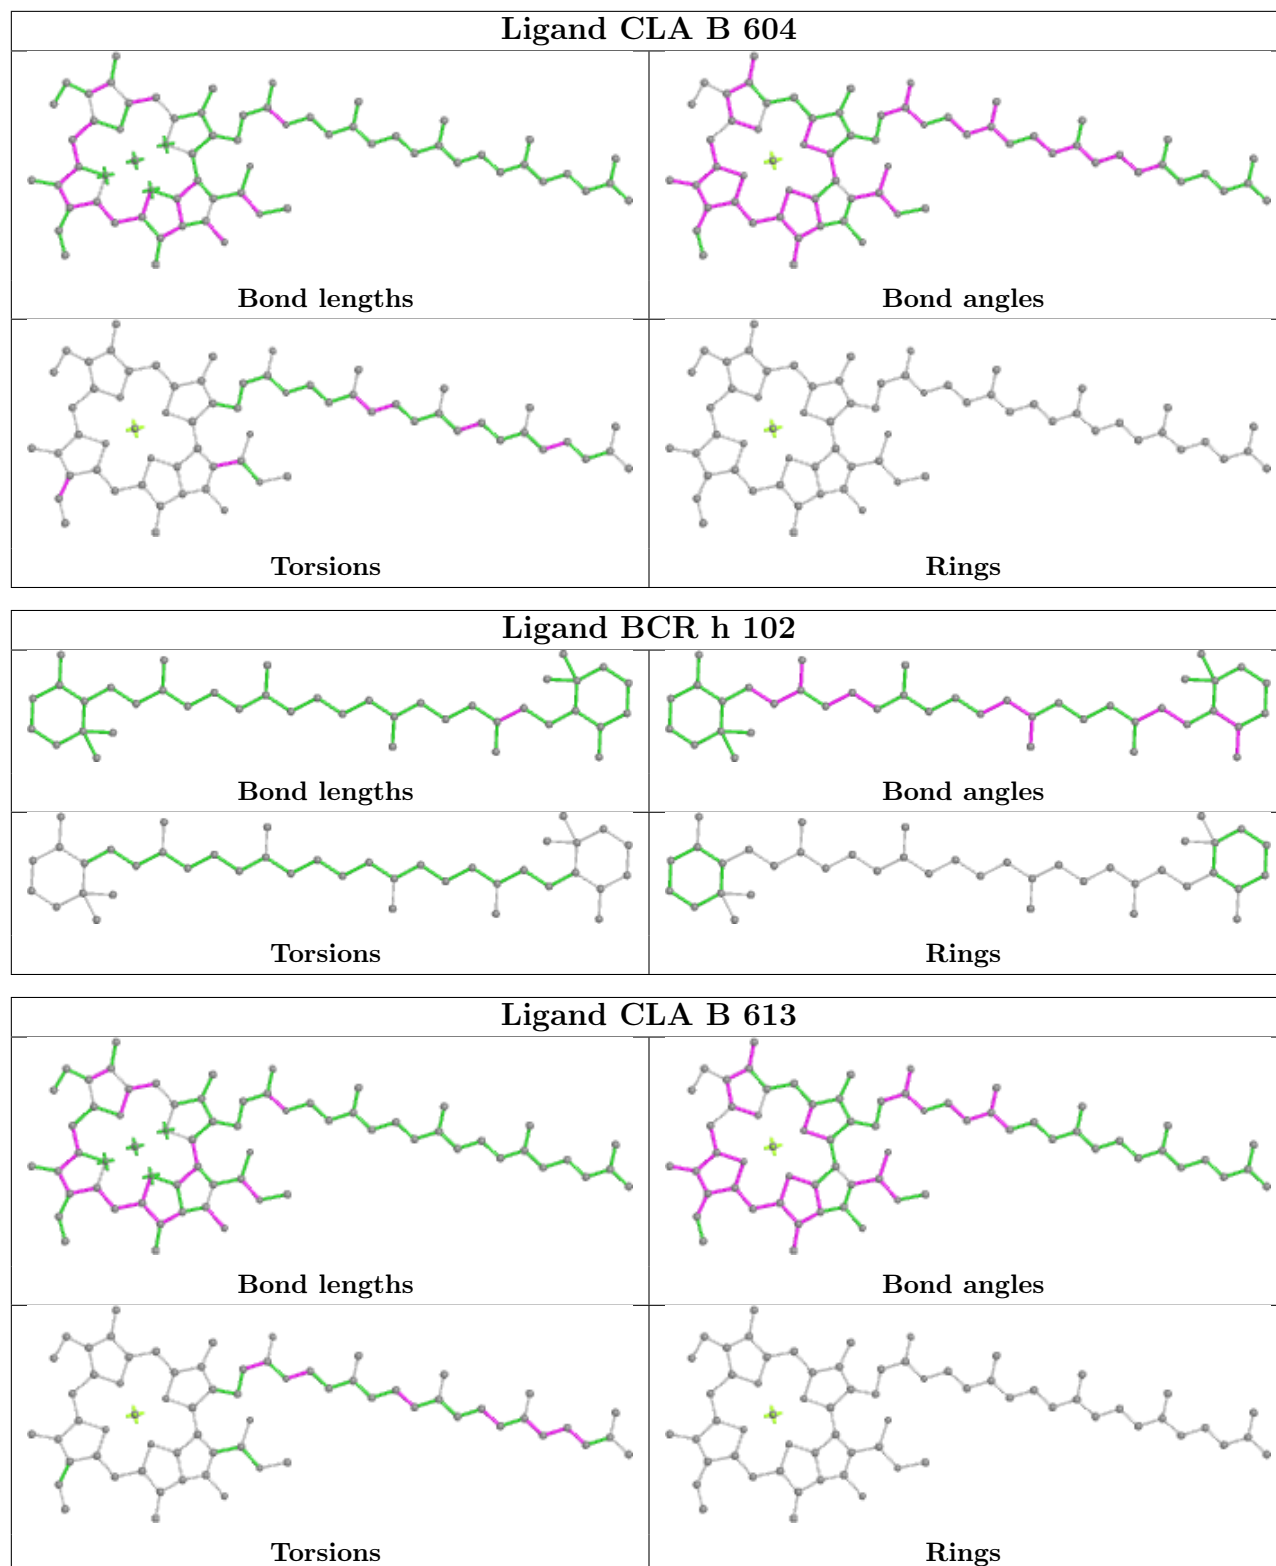 Ligand CLA B 604
Bond lengths
Bond angles
Torsions
Rings
Ligand BCR h 102
Bond lengths
Bond angles
Torsions
Rings
Ligand CLA B 613
Bond lengths
Bond angles
Torsions
Rings